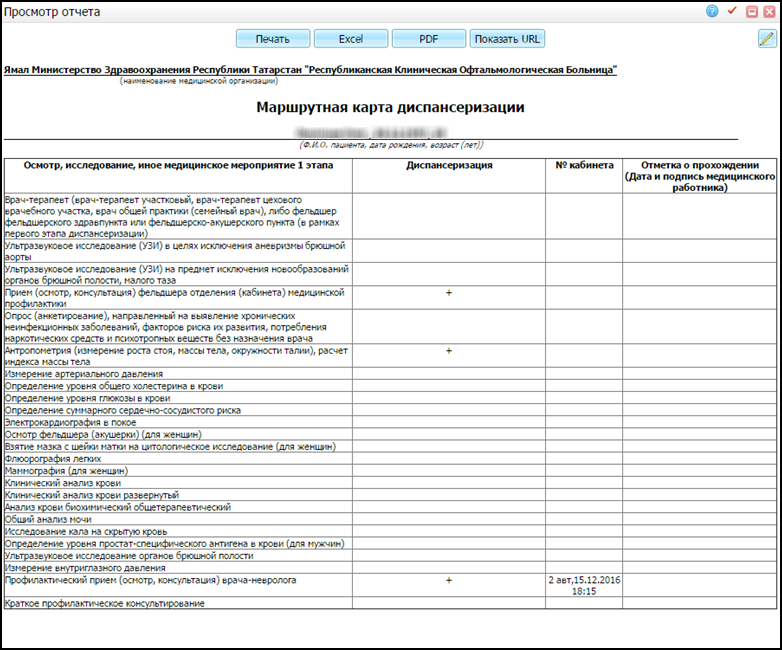 Просмотр отчета
Печать Excel PDF Показать URL
Ямал Министерство Здравоохранения Республики Татарстан "Республиканская Клиническая Офтальмологическая Больница"
(наименование медицинской организации)
Маршрутная карта диспансеризации
(Ф.И.О. пациента, дата рождения, возраст (лет))
Осмотр, исследование, иное медицинское мероприятие 1 этапа Диспансеризация № кабинета Отметка о прохождении
(Дата и подпись медицинского
работника)
Врач-терапевт (врач-терапевт участковый, врач-терапевт цехового
врачебного участка, врач общей практики (семейный врач), либо фельдшер
фельдшерского здравпункта или фельдшерско-акушерского пункта (в рамках
первого этапа диспансеризации)
Ультразвуковое исследование (УЗИ) в целях исключения аневризмы брюшной
аорты
Ультразвуковое исследование (УЗИ) на предмет исключения новообразований
органов брюшной полости, малого таза
Прием (осмотр, консультация) фельдшера отделения (кабинета) медицинской +
профилактики
Опрос (анкетирование), направленный на выявление хронических
неинфекционных заболеваний, факторов риска их развития, потребления
наркотических средств и психотропных веществ без назначения врача
Антропометрия (измерение роста стоя, массы тела, окружности талии), расчет +
индекса массы тела
Измерение артериального давления
Определение уровня общего холестерина в крови
Определение уровня глюкозы в крови
Определение суммарного сердечно-сосудистого риска
Электрокардиография в покое
Осмотр фельдшера (акушерки) (для женщин)
Взятие мазка с шейки матки на цитологическое исследование (для женщин)
Флюорография легких
Маммография (для женщин)
Клинический анализ крови
Клинический анализ крови развернутый
Анализ крови биохимический общетерапевтический
Общий анализ мочи
Исследование кала на скрытую кровь
Определение уровня простат-специфического антигена в крови (для мужчин)
Ультразвуковое исследование органов брюшной полости
Измерение внутриглазного давления
Профилактический прием (осмотр, консультация) врача-невролога + 2 авт,15.12.2016
18:15
Краткое профилактическое консультирование